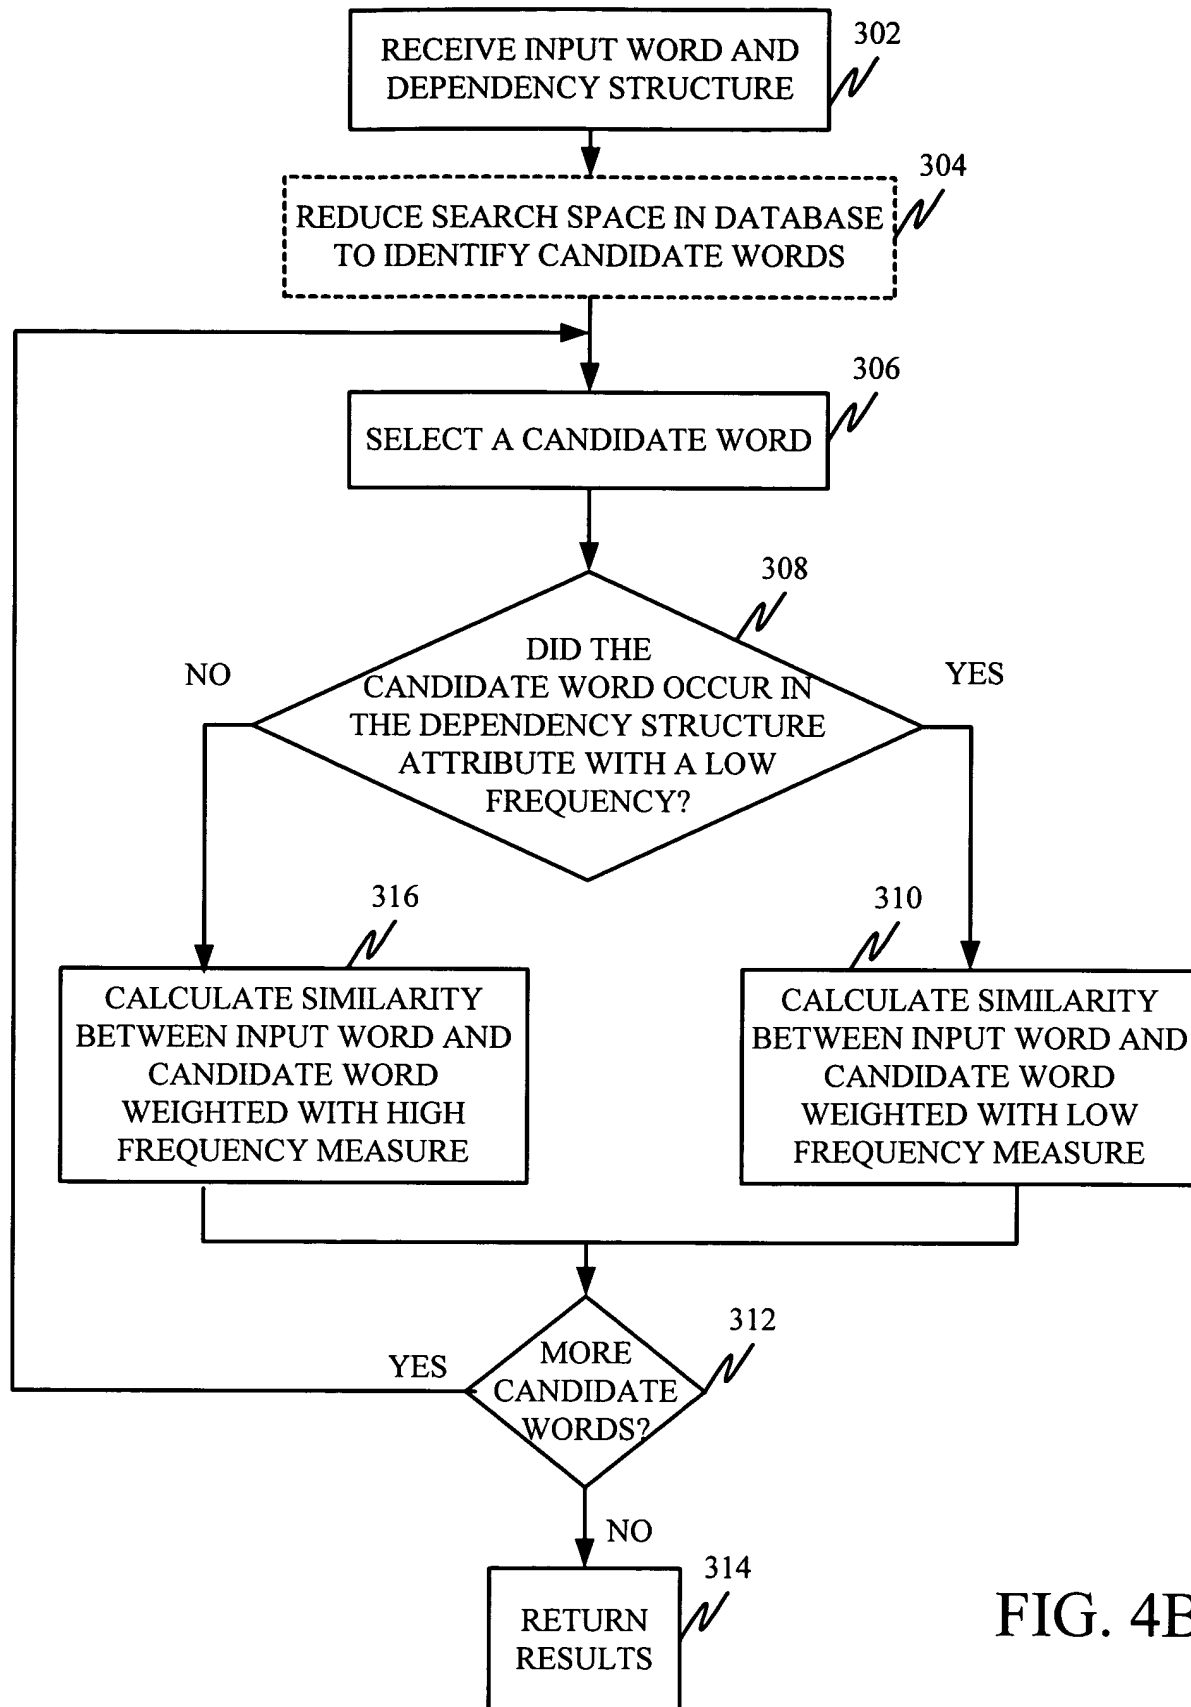 RECEIVE INPUT WORD AND
DEPENDENCY STRUCTURE
302
REDUCE SEARCH SPACE IN DATABASE
TO IDENTIFY CANDIDATE WORDS
304
SELECT A CANDIDATE WORD
306
308
DID THE
CANDIDATE WORD OCCUR IN
THE DEPENDENCY STRUCTURE
ATTRIBUTE WITH A LOW
FREQUENCY?
NO
YES
316
CALCULATE SIMILARITY
BETWEEN INPUT WORD AND
CANDIDATE WORD
WEIGHTED WITH HIGH
FREQUENCY MEASURE
310
CALCULATE SIMILARITY
BETWEEN INPUT WORD AND
CANDIDATE WORD
WEIGHTED WITH LOW
FREQUENCY MEASURE
312
MORE
CANDIDATE
WORDS?
YES
NO
314
RETURN
RESULTS
FIG. 4B